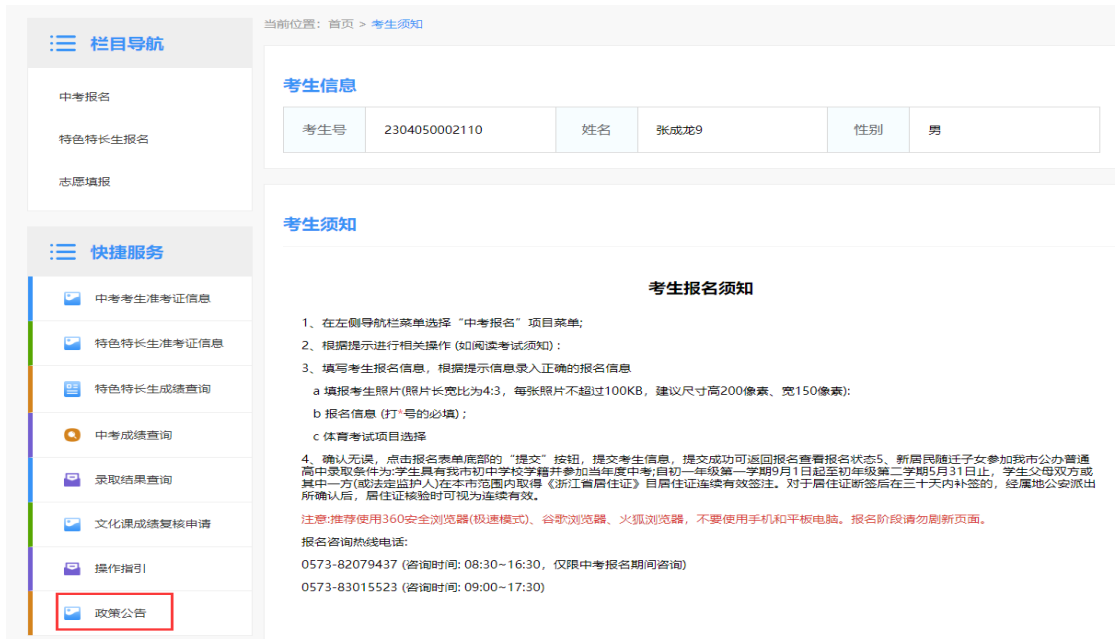 当前位置：首页 > 考生须知
栏目导航
中考报名
特色特长生报名
志愿填报
快捷服务
中考考生准考证信息
特色特长生准考证信息
特色特长生成绩查询
中考成绩查询
录取结果查询
文化课成绩复核申请
操作指引
政策公告
考生信息
考生号 2304050002110 姓名 张成龙9 性别 男
考生须知
考生报名须知
1、在左侧导航栏菜单选择“中考报名”项目菜单;
2、根据提示进行相关操作 (如阅读考试须知) :
3、填写考生报名信息，根据提示信息录入正确的报名信息
a 填报考生照片(照片长宽比为4:3，每张照片不超过100KB，建议尺寸高200像素、宽150像素):
b 报名信息 (打*号的必填) ;
c 体育考试项目选择
4、确认无误，点击报名表单底部的“提交”按钮，提交考生信息，提交成功可返回报名查看报名状态5、新居民随迁子女参加我市公办普通
高中录取条件为:学生具有我市初中学校学籍并参加当年度中考;自初一年级第一学期9月1日起至初年级第二学期5月31日止，学生父母双方或
其中一方(或法定监护人)在本市范围内取得《浙江省居住证》目居住证连续有效签注。对于居住证断签后在三十天内补签的，经属地公安派出
所确认后，居住证核验时可视为连续有效。
注意:推荐使用360安全浏览器(极速模式)、谷歌浏览器、火狐浏览器，不要使用手机和平板电脑。报名阶段请勿刷新页面。
报名咨询热线电话:
0573-82079437 (咨询时间: 08:30~16:30，仅限中考报名期间咨询)
0573-83015523 (咨询时间: 09:00~17:30)